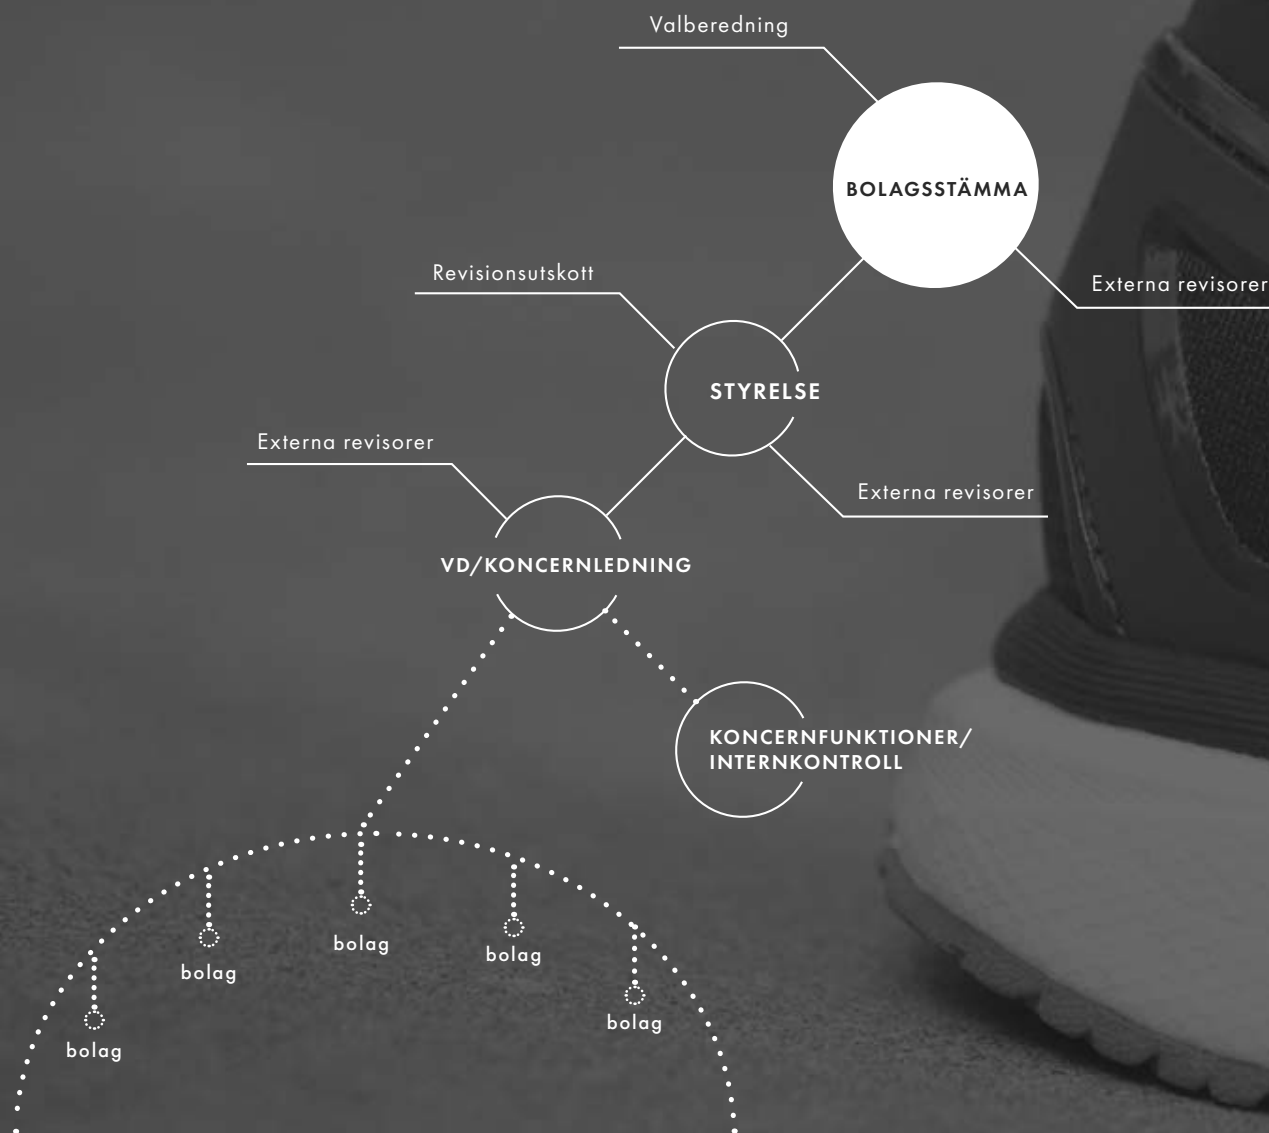 Valberedning
BOLAGSSTÄMMA
Revisionsutskott
Externa revisorer
STYRELSE
Externa revisorer
Externa revisorer
VD/KONCERNLEDNING
KONCERNFUNKTIONER/
INTERNKONTROLL
bolag
bolag
bolag
bolag
bolag